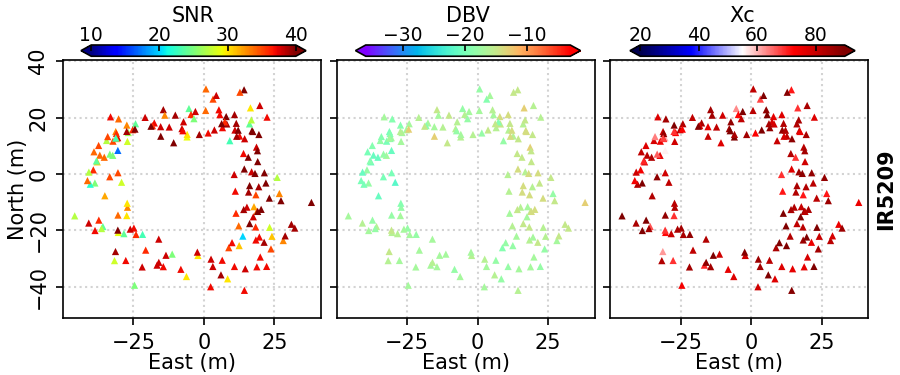 SNR DBV Xc
10 20 30 40 −30 −20 −10 20 40 60 80
40
20
0
−20
−40
North (m)
−25 0 25 −25 0 25 −25 0 25
East (m) East (m) East (m)
IR5209